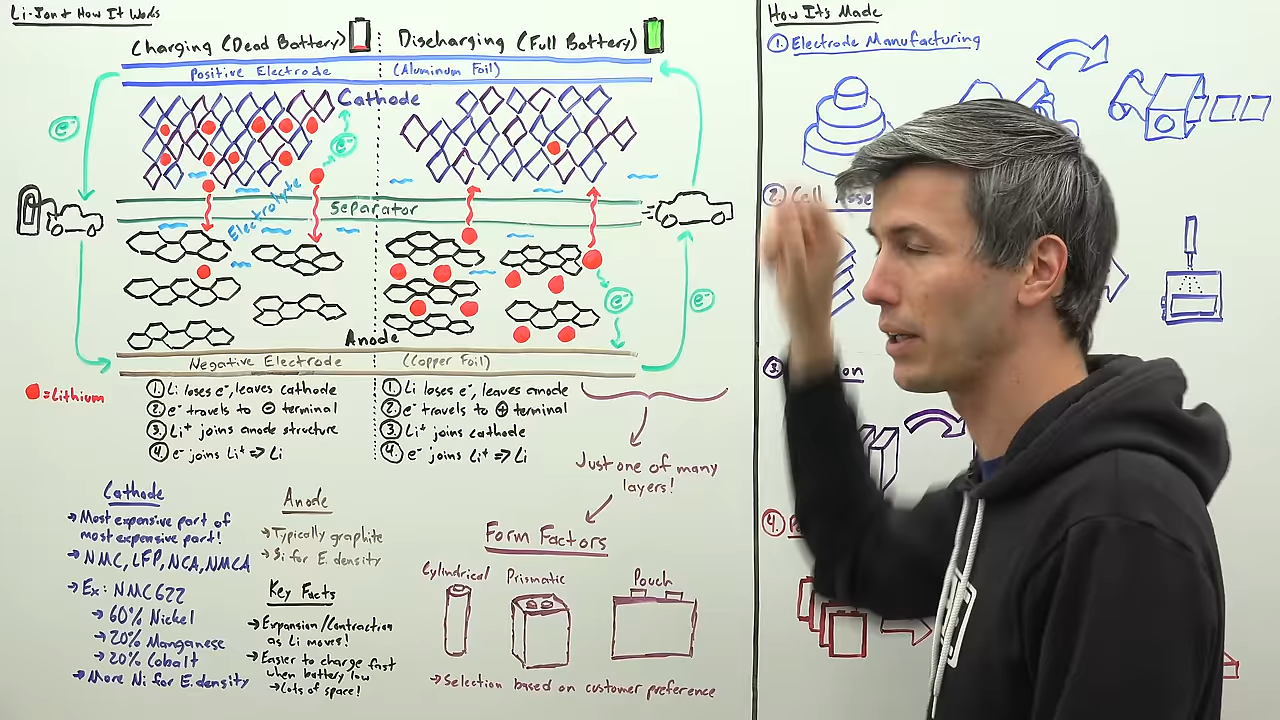 Li-Ion & How It Works
Charging (Dead Battery)
Discharging (Full Battery)
Positive Electrode
(Aluminum Foil)
Cathode
e⁻
e⁻
Electrolyte
Separator
e⁻
e⁻
Anode
Negative Electrode
(Copper Foil)
= Lithium
1. Li loses e⁻, leaves cathode
2. e⁻ travels to ⊖ terminal
3. Li⁺ joins anode structure
4. e⁻ joins Li⁺ => Li
1. Li loses e⁻, leaves anode
2. e⁻ travels to ⊕ terminal
3. Li⁺ joins cathode
4. e⁻ joins Li⁺ => Li
Just one of many
layers!
Cathode
→ Most expensive part of
most expensive part!
→ NMC, LFP, NCA, NMCA
→ Ex: NMC622
→ 60% Nickel
→ 20% Manganese
→ 20% Cobalt
→ More Ni for E.density
Anode
→ Typically graphite
→ Si for E. density
Key Facts
→ Expansion/Contraction
as Li moves!
→ Easier to charge fast
when battery low
→ Lots of space!
Form Factors
Cylindrical
Prismatic
Pouch
→ Selection based on customer preference
How It's Made
1. Electrode Manufacturing
2. Cell
3.
4.